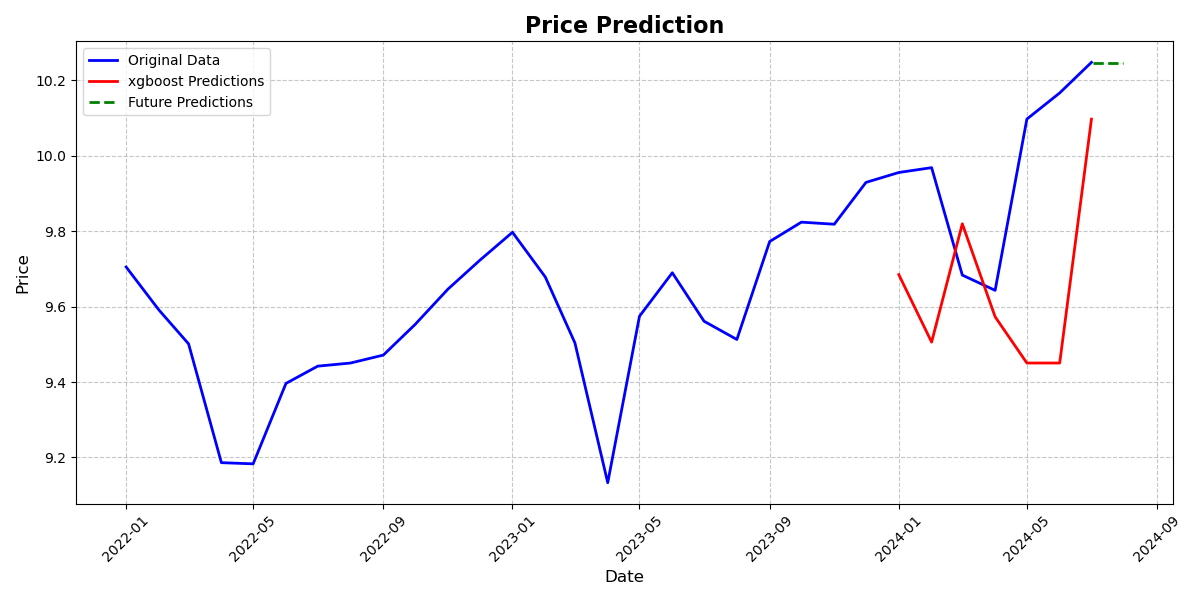 Price Prediction
Original Data
xgboost Predictions
Future Predictions
Price
10.2
10.0
9.8
9.6
9.4
9.2
2022-01
2022-05
2022-09
2023-01
2023-05
2023-09
2024-01
2024-05
2024-09
Date